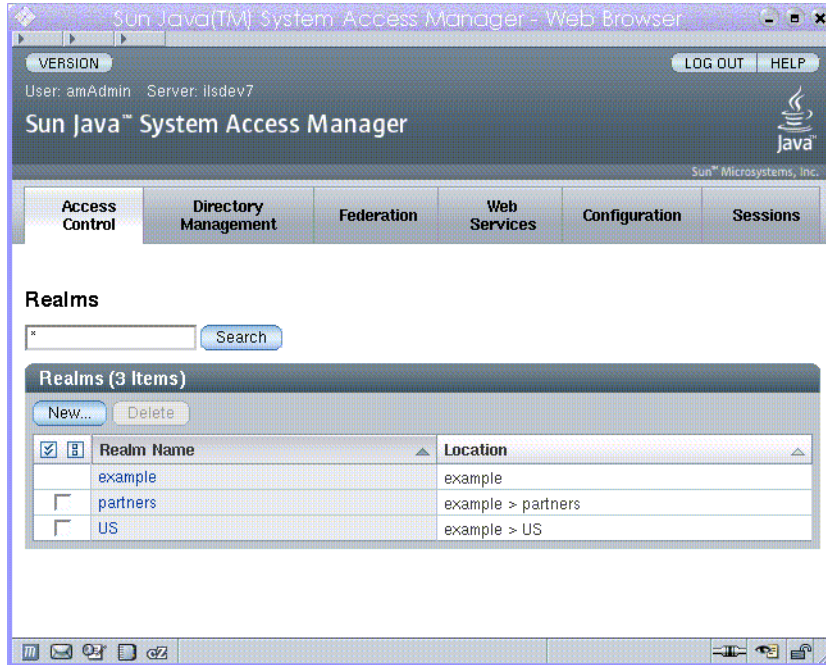 Sun Java(TM) System Access Manager - Web Browser
VERSION
LOG OUT HELP
User: amAdmin Server: ilsdev7
Sun Java™ System Access Manager
Java™
Sun™ Microsystems, Inc.
Access Control
Directory Management
Federation
Web Services
Configuration
Sessions
Realms
*
Search
Realms (3 Items)
New...
Delete
Realm Name
Location
example
example
partners
example > partners
US
example > US